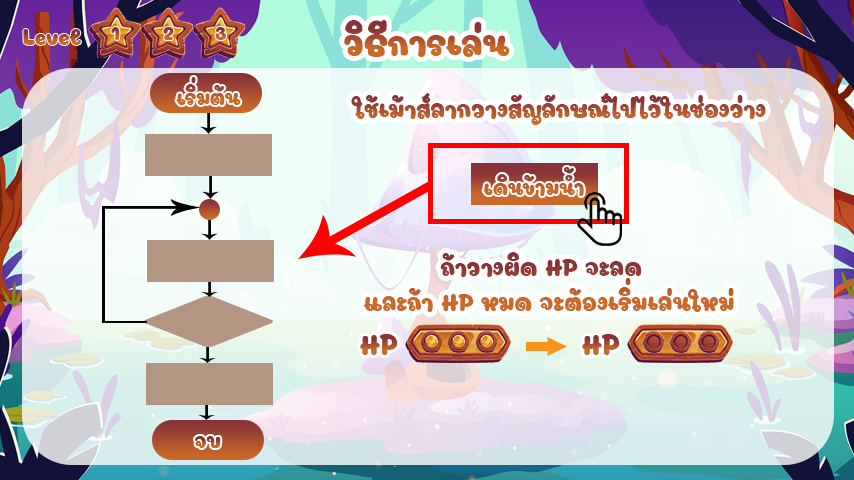 Level 1 2 3
วิธีการเล่น
เริ่มต้น
ใช้เม้าส์ลากวางสัญลักษณ์ไปไว้ในช่องว่าง
เดินข้ามน้ำ
ถ้าวางผิด HP จะลด
และถ้า HP หมด จะต้องเริ่มเล่นใหม่
HP HP
จบ